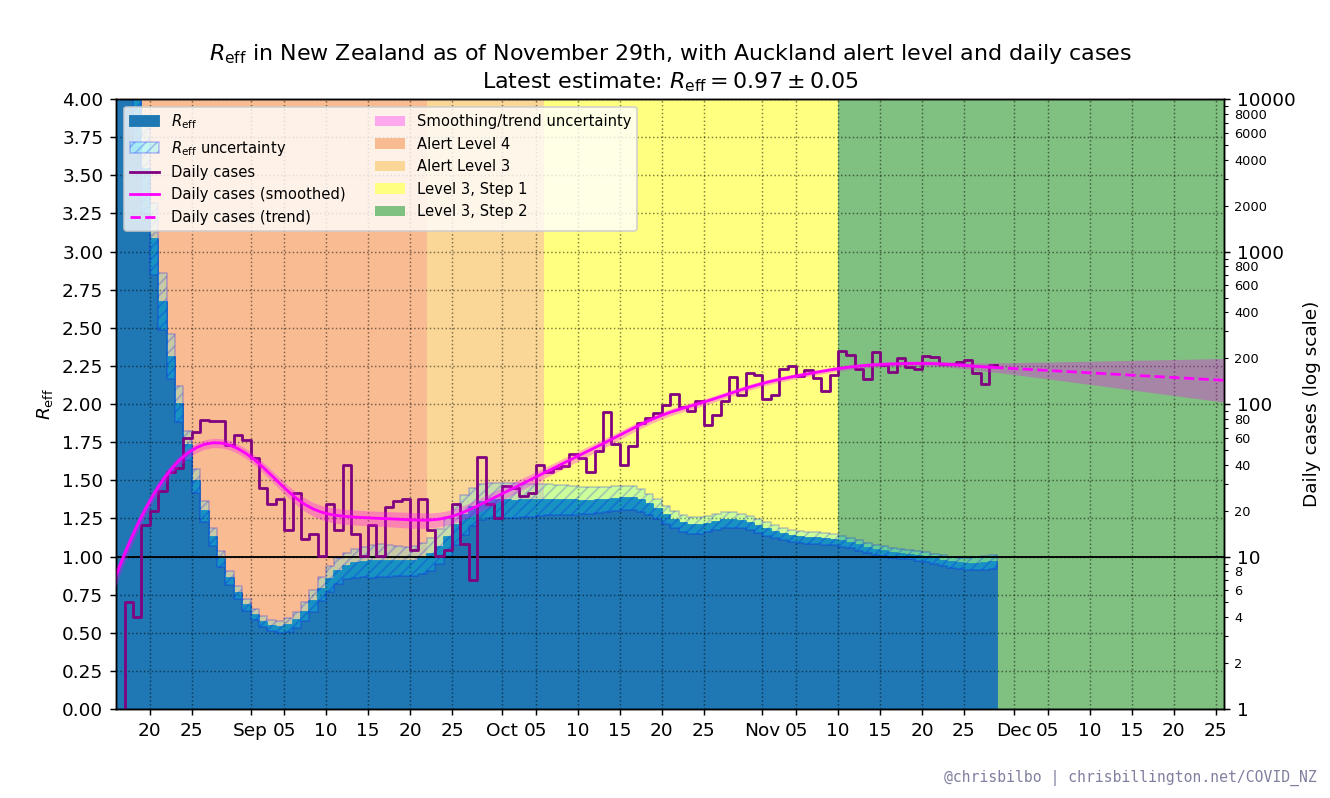 Reff in New Zealand as of November 29th, with Auckland alert level and daily cases
Latest estimate: Reff = 0.97 ± 0.05
Reff
Reff uncertainty
Daily cases
Daily cases (smoothed)
Daily cases (trend)
Smoothing/trend uncertainty
Alert Level 4
Alert Level 3
Level 3, Step 1
Level 3, Step 2
Reff
4.00
3.75
3.50
3.25
3.00
2.75
2.50
2.25
2.00
1.75
1.50
1.25
1.00
0.75
0.50
0.25
0.00
20 25 Sep 05 10 15 20 25 Oct 05 10 15 20 25 Nov 05 10 15 20 25 Dec 05 10 15 20 25
10000
8000
6000
4000
2000
1000
800
600
400
200
100
80
60
40
20
10
8
6
4
2
1
Daily cases (log scale)
@chrisbilbo | chrisbillington.net/COVID_NZ